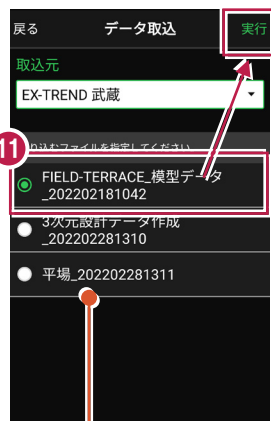 戻る データ取込 実行
取込元
EX-TREND 武蔵
11
り込むファイルを指定してください
FIELD-TERRACE_模型データ
_202202181042
3次元設計データ作成
_202202281310
平場_202202281311